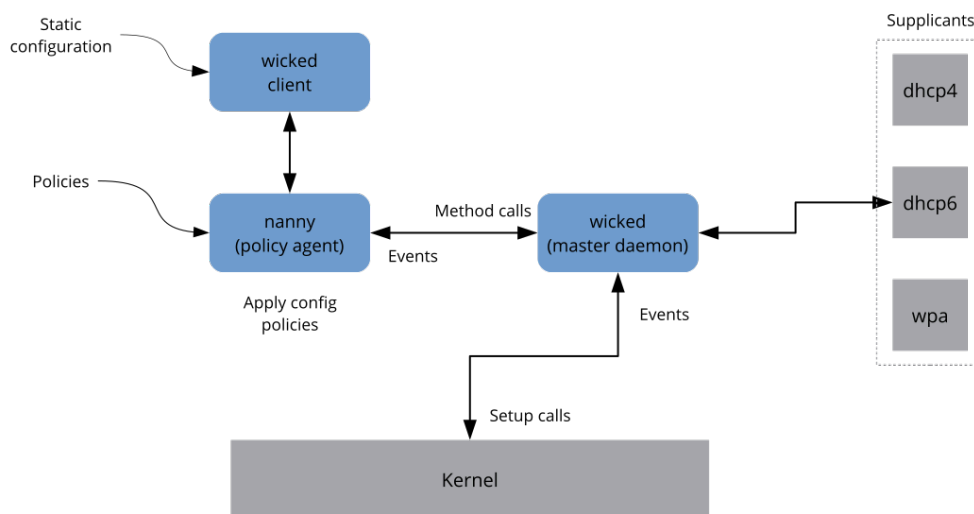 Static
configuration
wicked
client
Supplicants
dhcp4
Policies
nanny
(policy agent)
Method calls
Events
wicked
(master daemon)
dhcp6
Apply config
policies
Events
wpa
Setup calls
Kernel